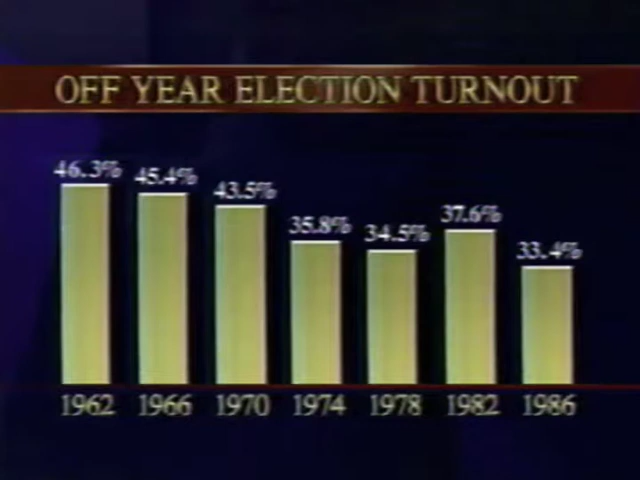 OFF YEAR ELECTION TURNOUT
46.3% 45.4% 43.5% 35.8% 34.5% 37.6% 33.4%
1962 1966 1970 1974 1978 1982 1986